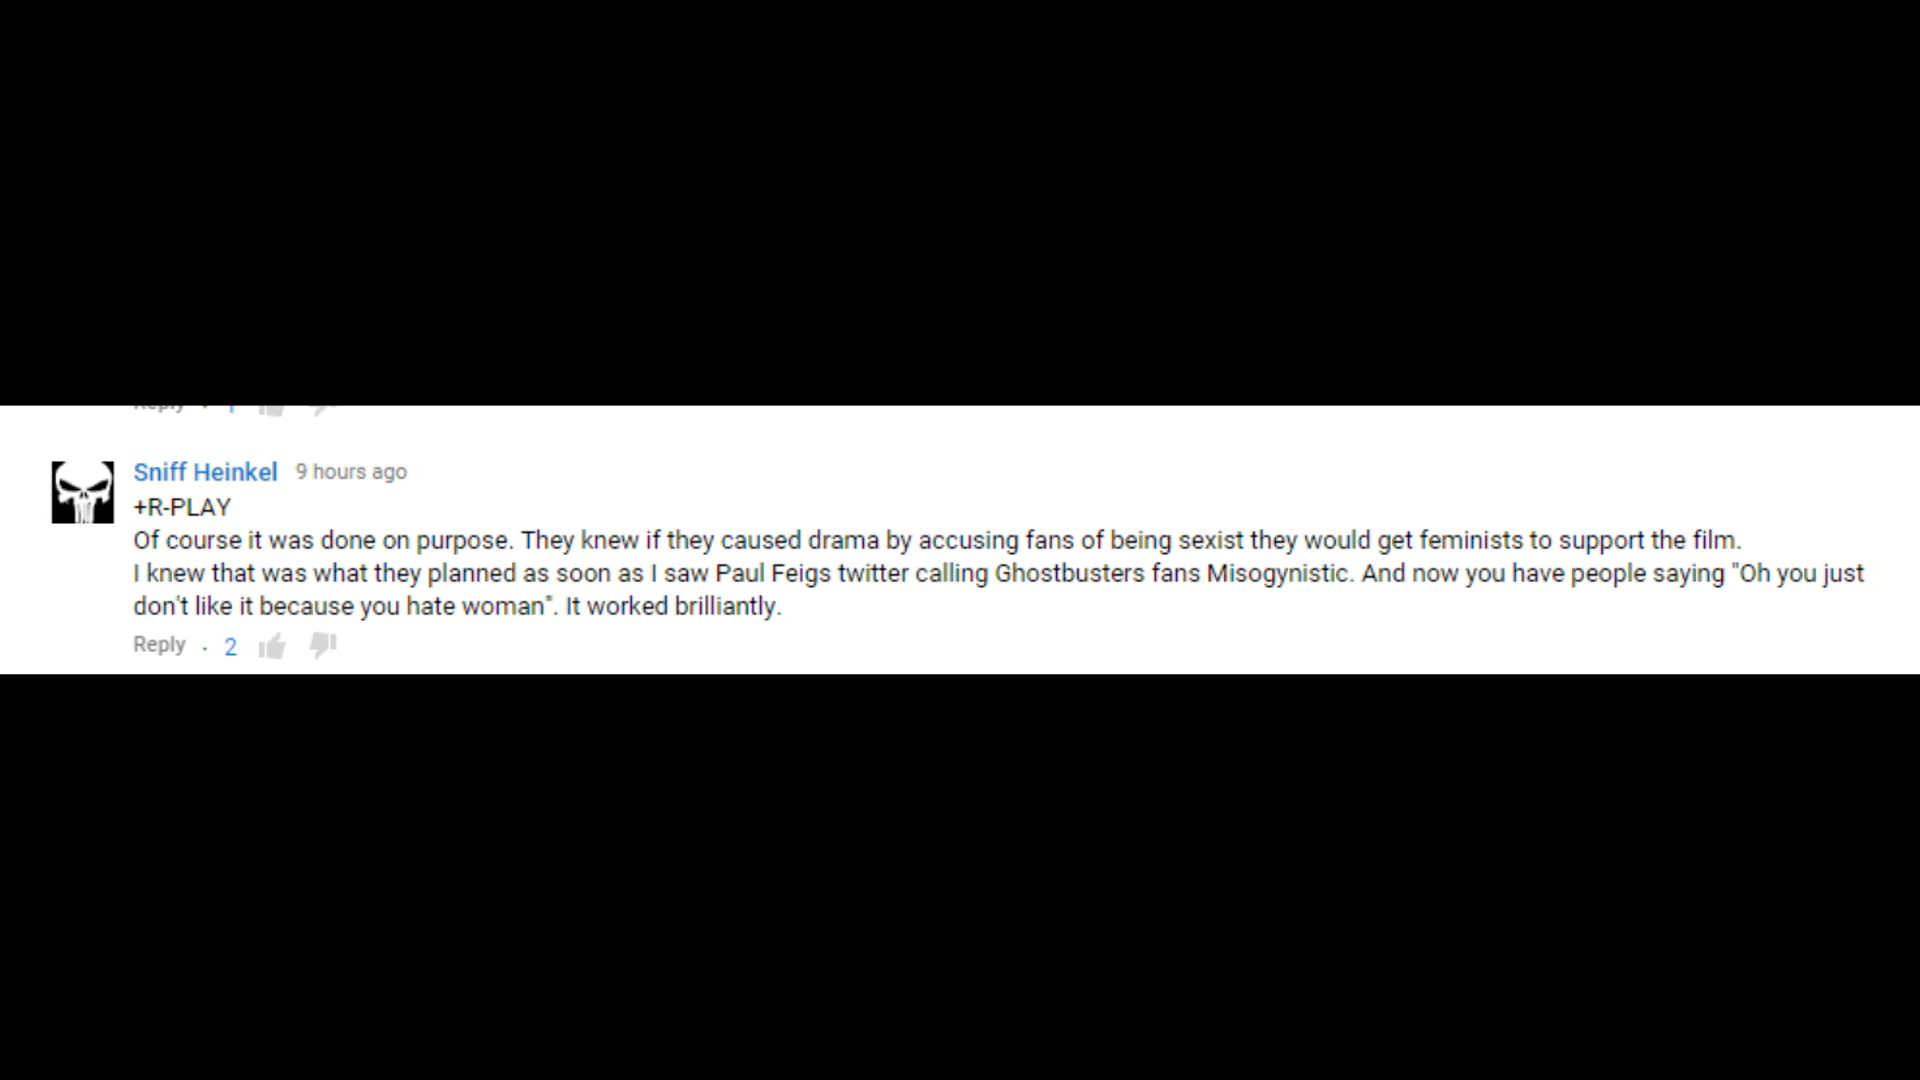 Reply · 1
Sniff Heinkel 9 hours ago
+R-PLAY
Of course it was done on purpose. They knew if they caused drama by accusing fans of being sexist they would get feminists to support the film.
I knew that was what they planned as soon as I saw Paul Feigs twitter calling Ghostbusters fans Misogynistic. And now you have people saying "Oh you just
don't like it because you hate woman". It worked brilliantly.
Reply · 2